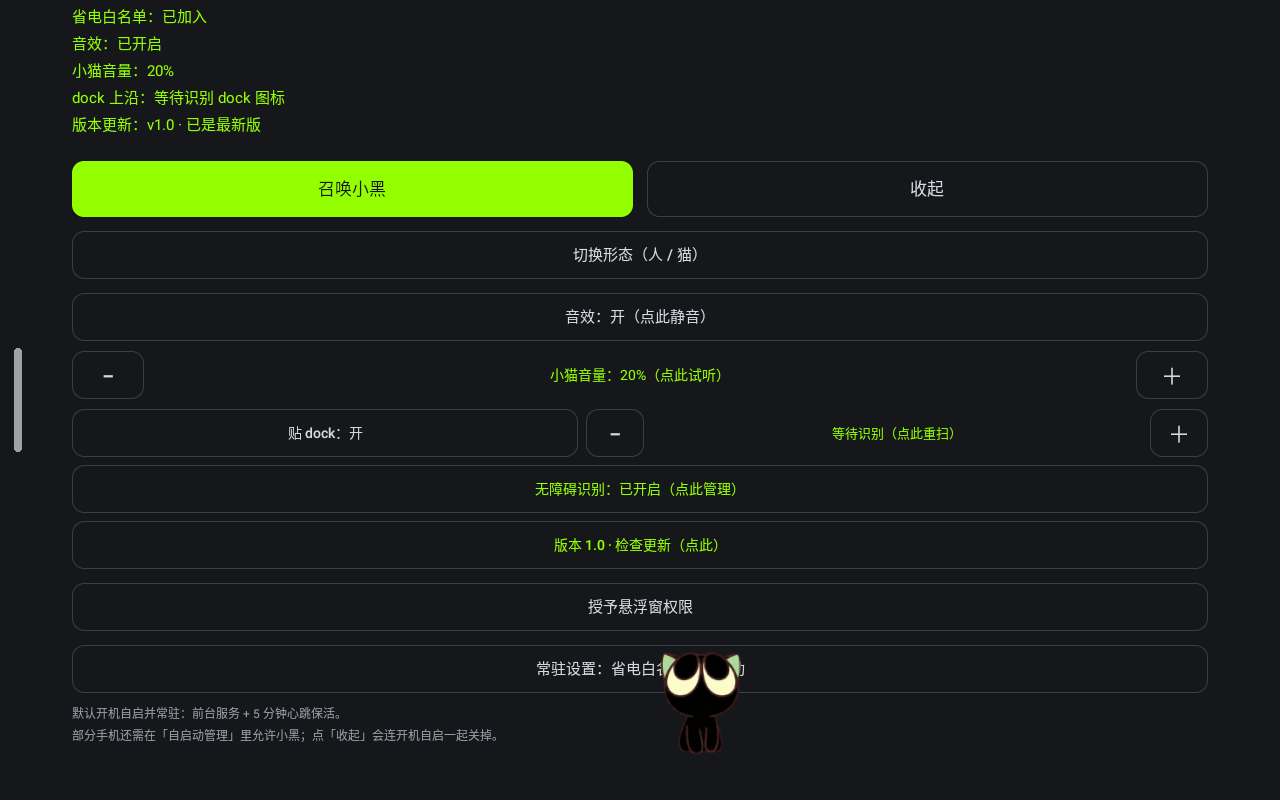 省电白名单：已加入
音效：已开启
小猫音量：20%
dock 上沿：等待识别 dock 图标
版本更新：v1.0 · 已是最新版
召唤小黑
收起
切换形态（人 / 猫）
音效：开（点此静音）
−
小猫音量：20%（点此试听）
＋
贴 dock：开
−
等待识别（点此重扫）
＋
无障碍识别：已开启（点此管理）
版本 1.0 · 检查更新（点此）
授予悬浮窗权限
常驻设置：省电白
默认开机自启并常驻：前台服务 + 5 分钟心跳保活。
部分手机还需在「自启动管理」里允许小黑；点「收起」会连开机自启一起关掉。